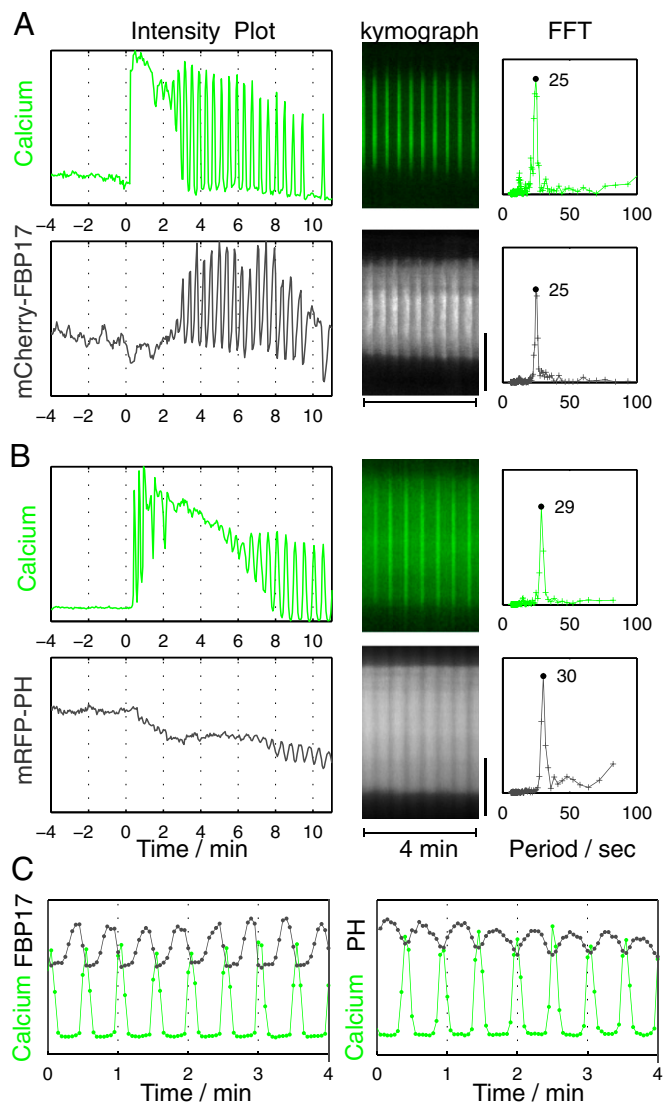 A
Intensity Plot
kymograph
FFT
Calcium
25
−4 −2 0 2 4 6 8 10
0 50 100
mCherry-FBP17
25
−4 −2 0 2 4 6 8 10
0 50 100
B
Calcium
29
−4 −2 0 2 4 6 8 10
0 50 100
mRFP-PH
30
−4 −2 0 2 4 6 8 10
0 50 100
Time / min
4 min
Period / sec
C
Calcium FBP17
0 1 2 3 4
Time / min
Calcium PH
0 1 2 3 4
Time / min